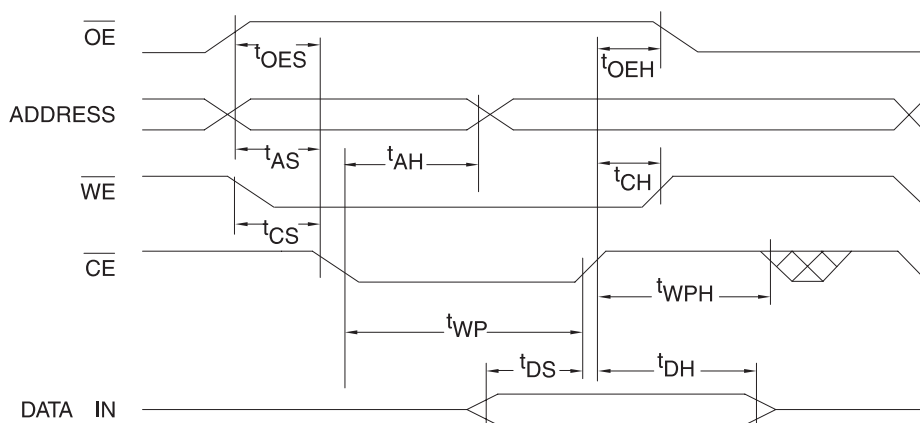 OE
tOES
tOEH
ADDRESS
tAS
tAH
WE
tCH
tCS
CE
tWPH
tWP
tDS
tDH
DATA IN